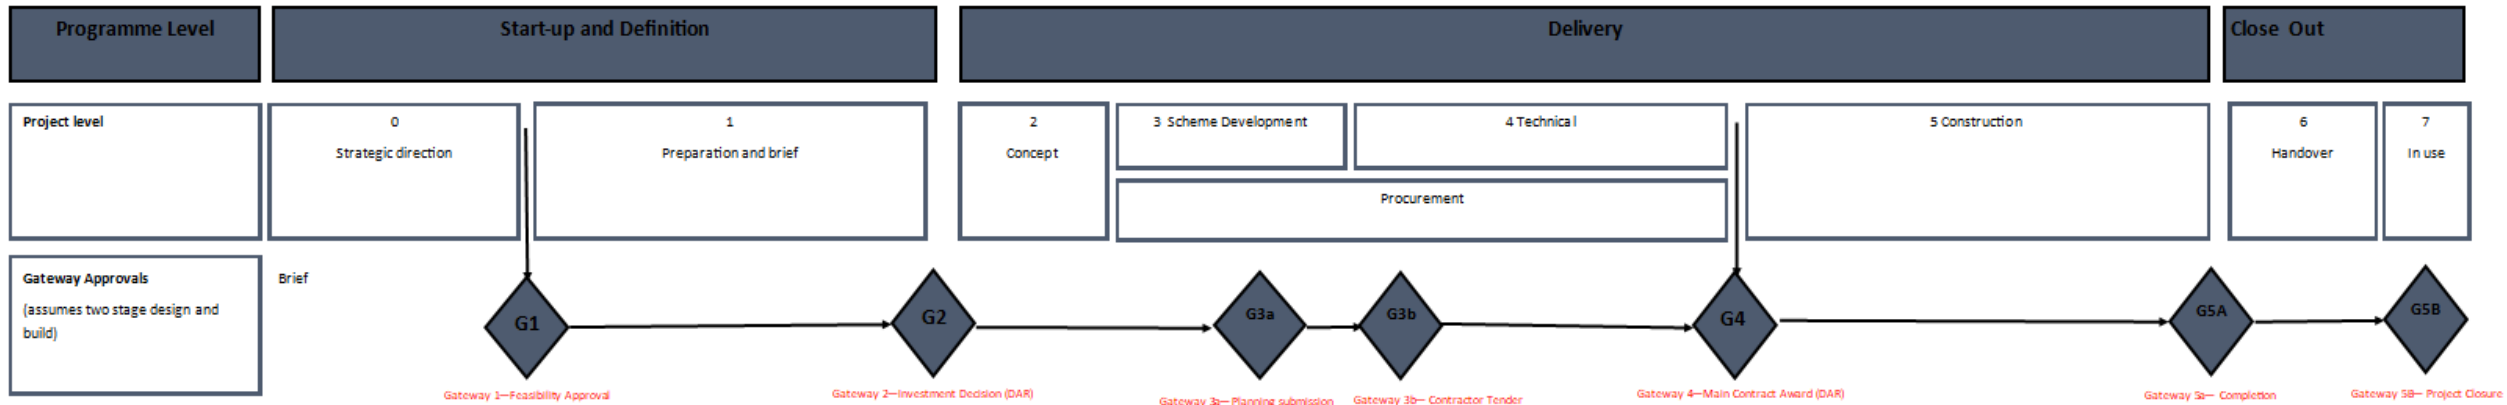 Programme Level
Start-up and Definition
Delivery
Close Out
Project level
0
Strategic direction
1
Preparation and brief
2
Concept
3 Scheme Development
4 Technical
Procurement
5 Construction
6
Handover
7
In use
Gateway Approvals
(assumes two stage design and
build)
Brief
G1
G2
G3a
G3b
G4
G5A
G5B
Gateway 1—Feasibility Approval
Gateway 2—Investment Decision (DAR)
Gateway 3a—Planning submission
Gateway 3b— Contractor Tender
Gateway 4—Main Contract Award (DAR)
Gateway 5a— Completion
Gateway 5B— Project Closure